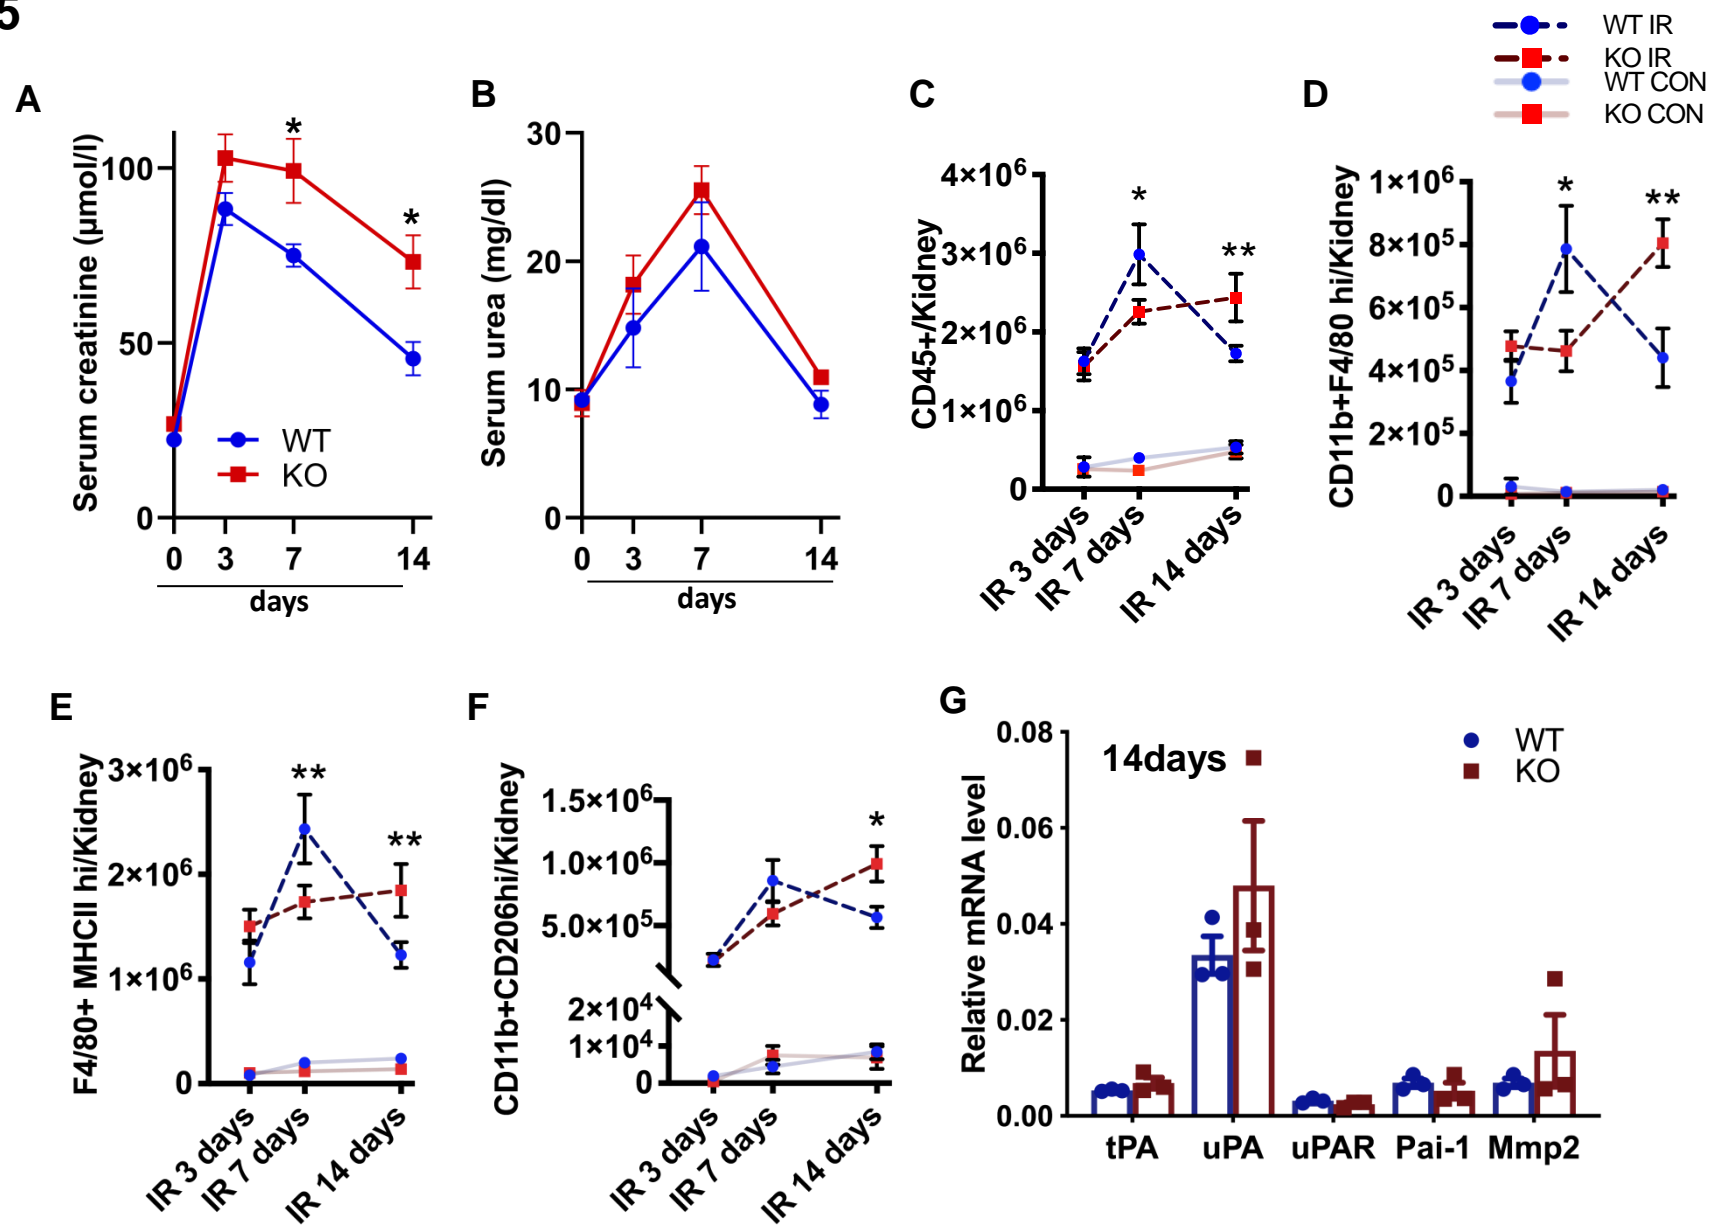 5
WT IR
KO IR
WT CON
KO CON
A
Serum creatinine (µmol/l)
100
50
0
*
*
WT
KO
0 3 7 14
days
B
Serum urea (mg/dl)
30
20
10
0
0 3 7 14
days
C
CD45+/Kidney
4×10⁶
3×10⁶
2×10⁶
1×10⁶
0
*
**
IR 3 days
IR 7 days
IR 14 days
D
CD11b+F4/80 hi/Kidney
1×10⁶
8×10⁵
6×10⁵
4×10⁵
2×10⁵
0
*
**
IR 3 days
IR 7 days
IR 14 days
E
F4/80+ MHCII hi/Kidney
3×10⁶
2×10⁶
1×10⁶
0
**
**
IR 3 days
IR 7 days
IR 14 days
F
CD11b+CD206hi/Kidney
1.5×10⁶
1.0×10⁶
5.0×10⁵
2×10⁴
1×10⁴
0
*
IR 3 days
IR 7 days
IR 14 days
G
Relative mRNA level
0.08
0.06
0.04
0.02
0.00
14days
WT
KO
tPA uPA uPAR Pai-1 Mmp2